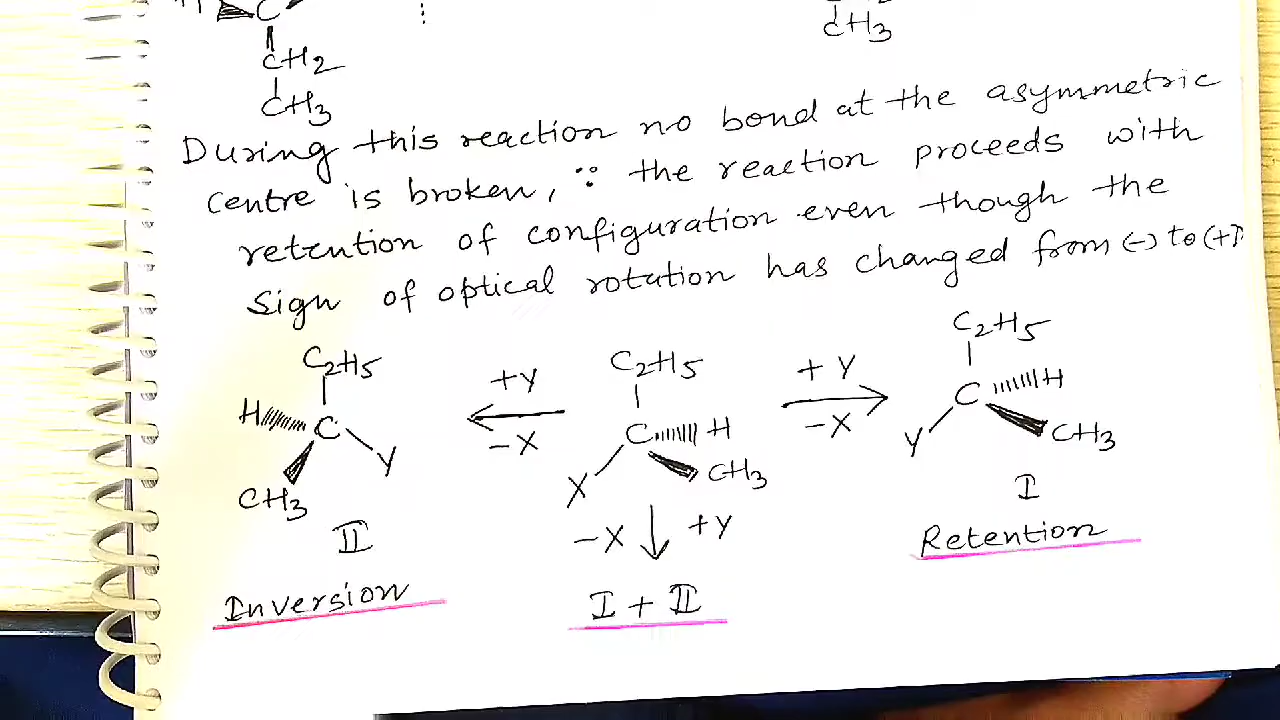 H C
CH2
CH3
CH3
During this reaction no bond at the asymmetric
centre is broken, ∵ the reaction proceeds with
retention of configuration even though the
sign of optical rotation has changed from (-) to (+).
C2H5
H C Y
CH3
II
Inversion
+Y
-X
C2H5
C H
X CH3
-X +Y
I + II
+ Y
-X
C2H5
C H
Y CH3
I
Retention